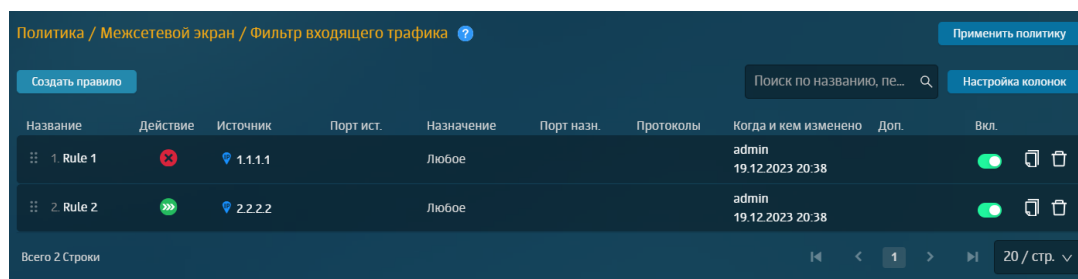 Политика / Межсетевой экран / Фильтр входящего трафика ?
Применить политику
Создать правило
Поиск по названию, пе...
Настройка колонок
Название Действие Источник Порт ист. Назначение Порт назн. Протоколы Когда и кем изменено Доп. Вкл.
1. Rule 1 1.1.1.1 Любое admin
19.12.2023 20:38
2. Rule 2 2.2.2.2 Любое admin
19.12.2023 20:38
Всего 2 Строки
1
20 / стр.